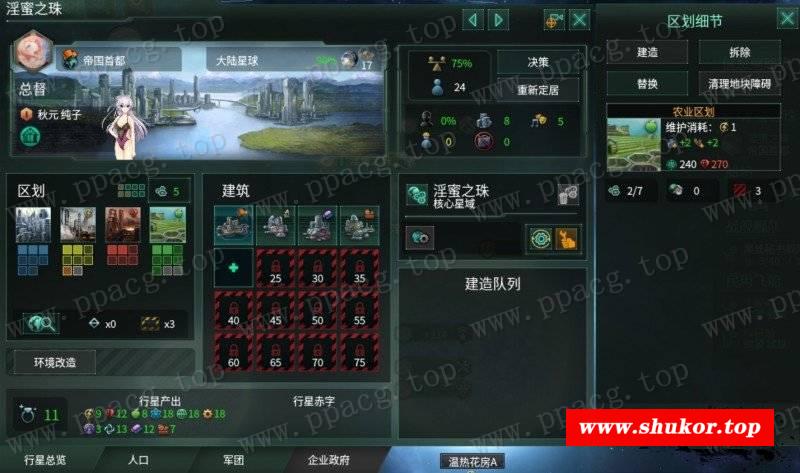 淫蜜之珠
帝国首都
大陆星球
90%
17
总督
秋元 纯子
75%
24
决策
重新定居
0%
8
5
0
0
区划
5
建筑
25
30
35
40
45
50
55
60
65
70
75
x0
x3
环境改造
淫蜜之珠
核心星域
建造队列
11
行星产出
行星赤字
9 12 8 18 18 18
3 13 12 7
行星总览
人口
军团
企业政府
温热花房A
区划细节
建造
拆除
替换
清理地块障碍
农业区划
维护消耗: 1
+2 +2
240 270
2/7
0
3
www.ppacg.top
www.shukor.top